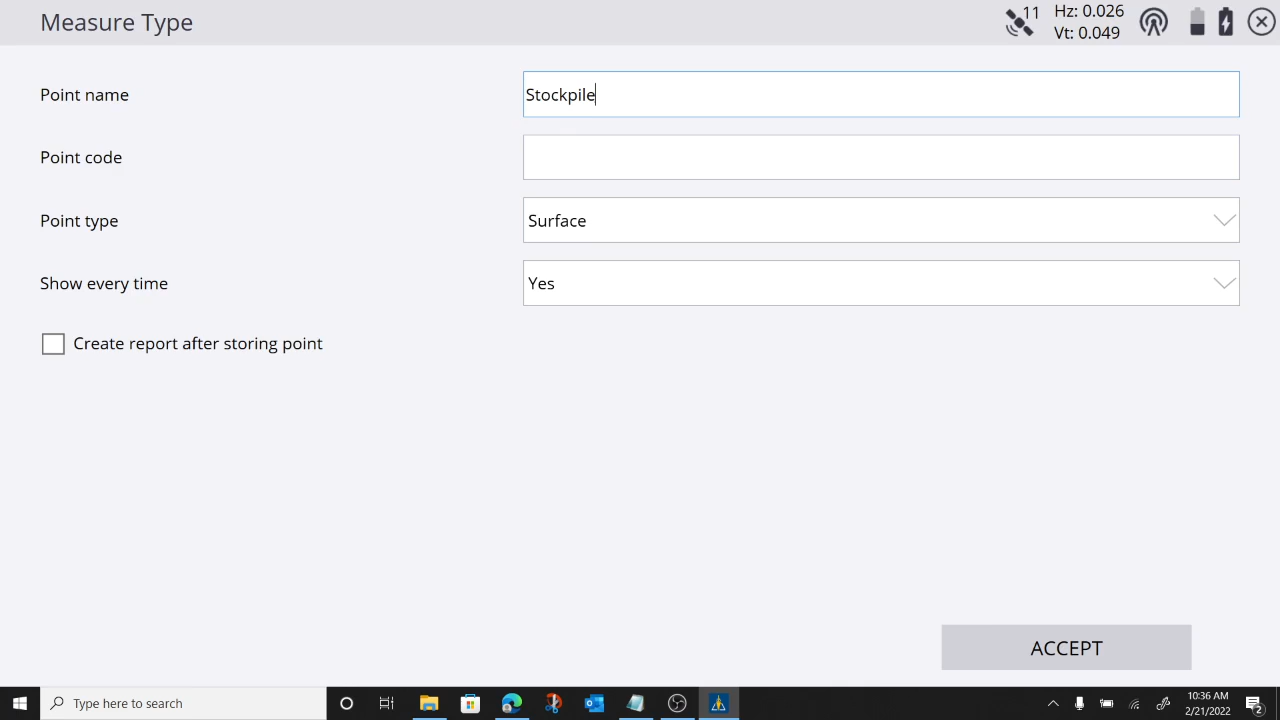 Measure Type
11
Hz: 0.026
Vt: 0.049
Point name
Stockpile
Point code
Point type
Surface
Show every time
Yes
Create report after storing point
ACCEPT
Type here to search
10:36 AM
2/21/2022
2